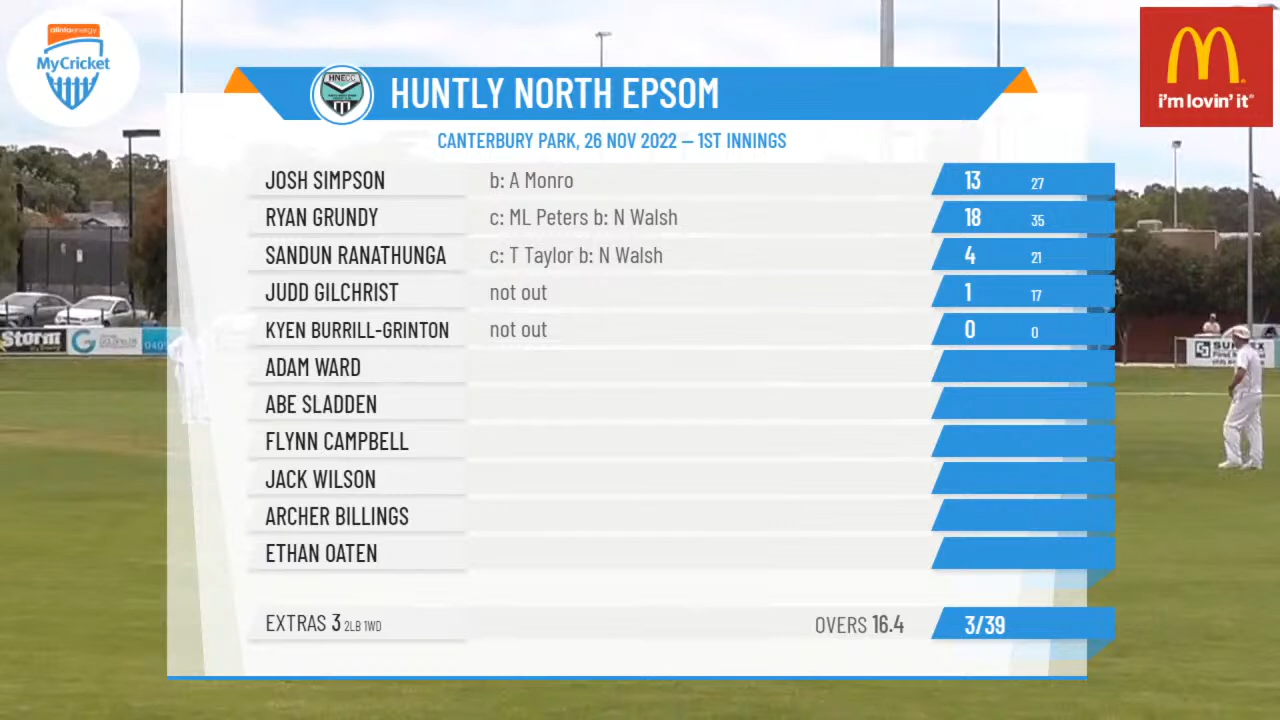 alintaenergy
MyCricket
HNECC
HUNTLY NORTH EPSOM
i'm lovin' it®
CANTERBURY PARK, 26 NOV 2022 – 1ST INNINGS
JOSH SIMPSON b: A Monro 13 27
RYAN GRUNDY c: ML Peters b: N Walsh 18 35
SANDUN RANATHUNGA c: T Taylor b: N Walsh 4 21
JUDD GILCHRIST not out 1 17
KYEN BURRILL-GRINTON not out 0 0
ADAM WARD
ABE SLADDEN
FLYNN CAMPBELL
JACK WILSON
ARCHER BILLINGS
ETHAN OATEN
EXTRAS 3 2LB 1WD OVERS 16.4 3/39
Storm